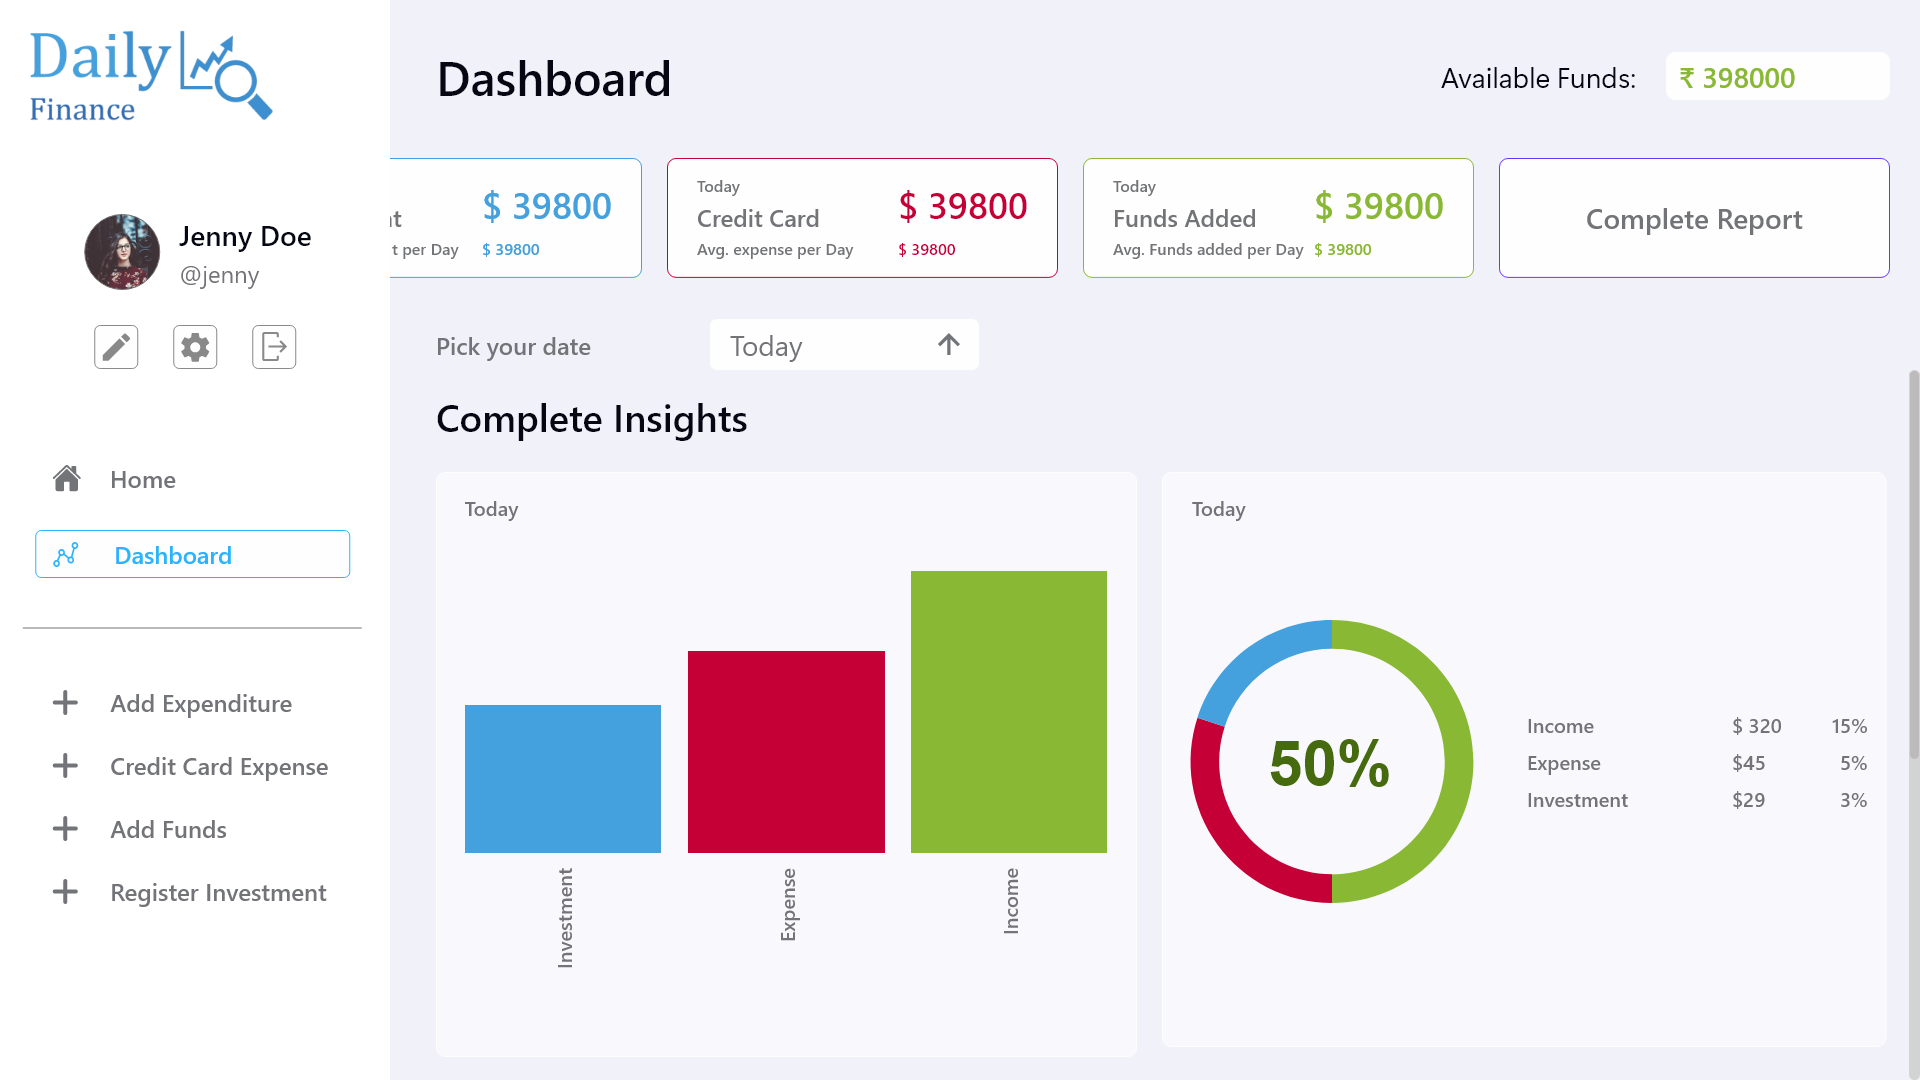 Daily
Finance
Jenny Doe
@jenny
Home
Dashboard
Add Expenditure
Credit Card Expense
Add Funds
Register Investment
Dashboard
Available Funds: ₹ 398000
nt
$ 39800
t per Day $ 39800
Today
Credit Card
$ 39800
Avg. expense per Day $ 39800
Today
Funds Added
$ 39800
Avg. Funds added per Day $ 39800
Complete Report
Pick your date
Today
Complete Insights
Today
Investment
Expense
Income
Today
50%
Income $ 320 15%
Expense $45 5%
Investment $29 3%